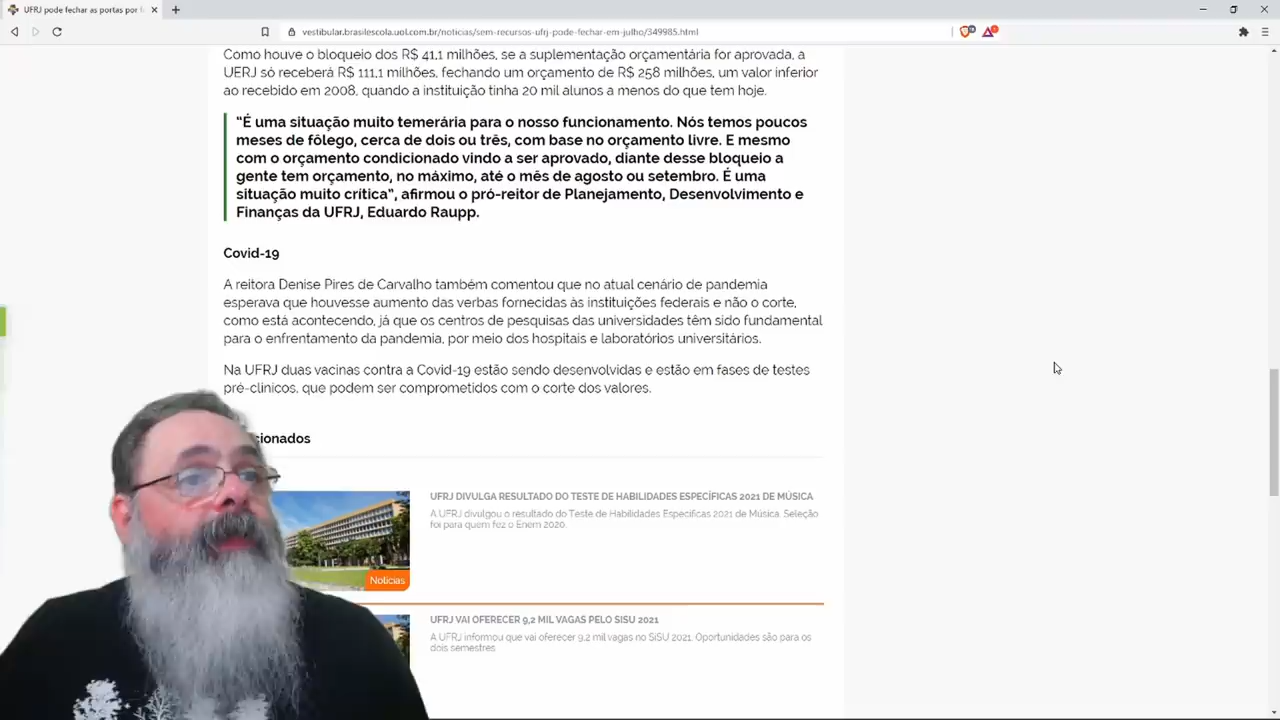 UFRJ pode fechar as portas por f
vestibular.brasilescola.uol.com.br/noticias/sem-recursos-ufrj-pode-fechar-em-julho/349985.html
Como houve o bloqueio dos R$ 41,1 milhões, se a suplementação orçamentária for aprovada, a
UERJ só receberá R$ 111,1 milhões, fechando um orçamento de R$ 258 milhões, um valor inferior
ao recebido em 2008, quando a instituição tinha 20 mil alunos a menos do que tem hoje.
"É uma situação muito temerária para o nosso funcionamento. Nós temos poucos
meses de fôlego, cerca de dois ou três, com base no orçamento livre. E mesmo
com o orçamento condicionado vindo a ser aprovado, diante desse bloqueio a
gente tem orçamento, no máximo, até o mês de agosto ou setembro. É uma
situação muito crítica", afirmou o pró-reitor de Planejamento, Desenvolvimento e
Finanças da UFRJ, Eduardo Raupp.
Covid-19
A reitora Denise Pires de Carvalho também comentou que no atual cenário de pandemia
esperava que houvesse aumento das verbas fornecidas às instituições federais e não o corte,
como está acontecendo, já que os centros de pesquisas das universidades têm sido fundamental
para o enfrentamento da pandemia, por meio dos hospitais e laboratórios universitários.
Na UFRJ duas vacinas contra a Covid-19 estão sendo desenvolvidas e estão em fases de testes
pré-clínicos, que podem ser comprometidos com o corte dos valores.
cionados
UFRJ DIVULGA RESULTADO DO TESTE DE HABILIDADES ESPECÍFICAS 2021 DE MÚSICA
A UFRJ divulgou o resultado do Teste de Habilidades Específicas 2021 de Música. Seleção
foi para quem fez o Enem 2020.
Notícias
UFRJ VAI OFERECER 9,2 MIL VAGAS PELO SISU 2021
A UFRJ informou que vai oferecer 9,2 mil vagas no SiSU 2021. Oportunidades são para os
dois semestres